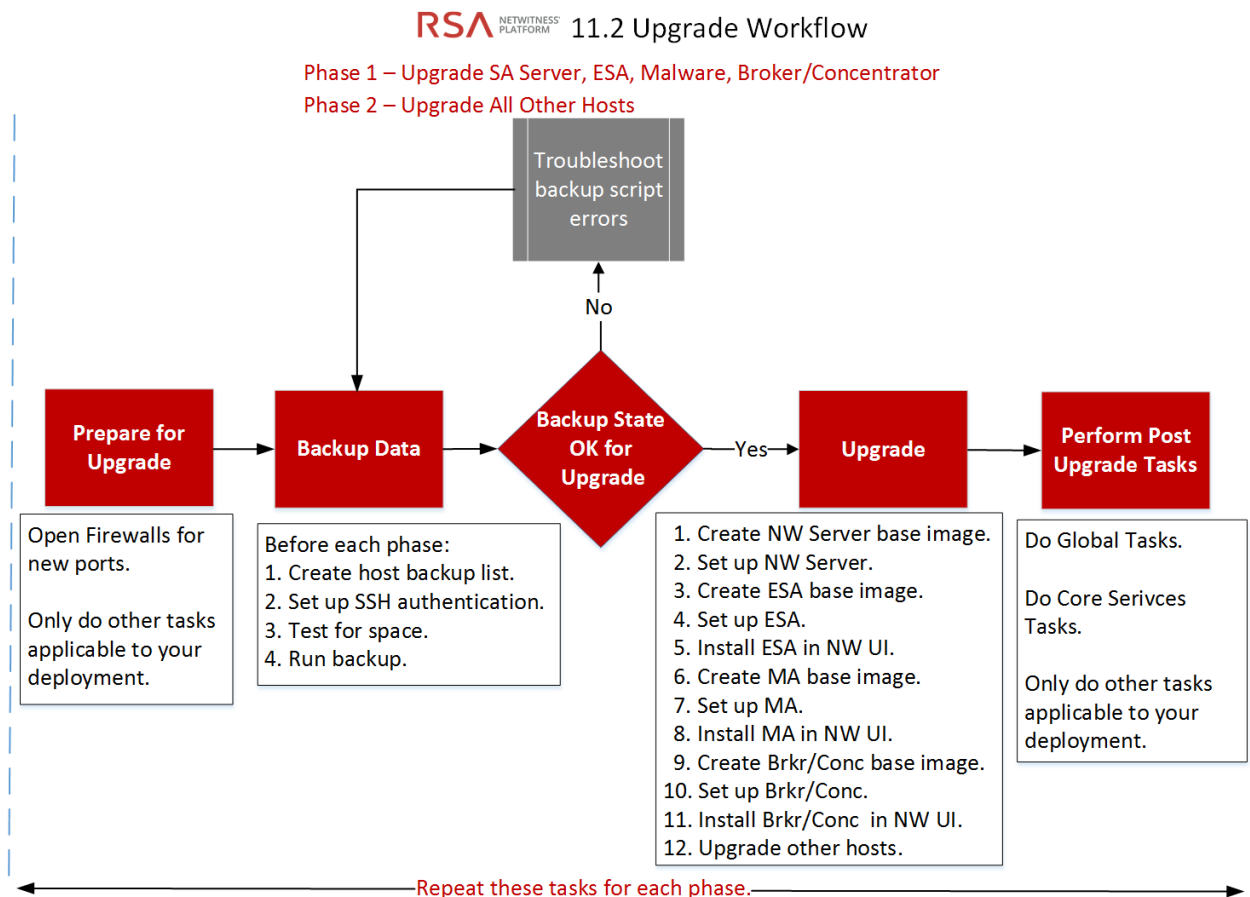 RSA NETWITNESS PLATFORM 11.2 Upgrade Workflow
Phase 1 – Upgrade SA Server, ESA, Malware, Broker/Concentrator
Phase 2 – Upgrade All Other Hosts
Troubleshoot
backup script
errors
No
Prepare for
Upgrade
Backup Data
Backup State
OK for
Upgrade
Yes
Upgrade
Perform Post
Upgrade Tasks
Open Firewalls for
new ports.
Only do other tasks
applicable to your
deployment.
Before each phase:
1. Create host backup list.
2. Set up SSH authentication.
3. Test for space.
4. Run backup.
1. Create NW Server base image.
2. Set up NW Server.
3. Create ESA base image.
4. Set up ESA.
5. Install ESA in NW UI.
6. Create MA base image.
7. Set up MA.
8. Install MA in NW UI.
9. Create Brkr/Conc base image.
10. Set up Brkr/Conc.
11. Install Brkr/Conc in NW UI.
12. Upgrade other hosts.
Do Global Tasks.
Do Core Serivces
Tasks.
Only do other tasks
applicable to your
deployment.
Repeat these tasks for each phase.